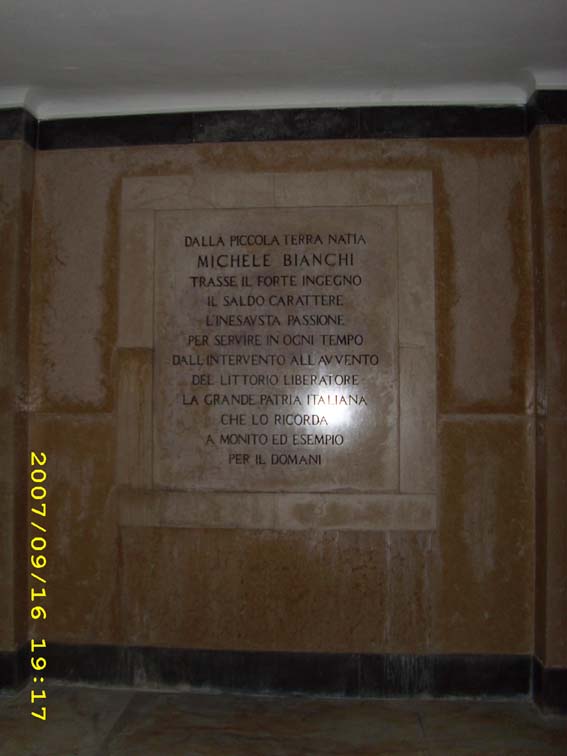 DALLA PICCOLA TERRA NATIA
MICHELE BIANCHI
TRASSE IL FORTE INGEGNO
IL SALDO CARATTERE
L'INESAVSTA PASSIONE
PER SERVIRE IN OGNI TEMPO
DALL'INTERVENTO ALL'AVVENTO
DEL LITTORIO LIBERATORE
LA GRANDE PATRIA ITALIANA
CHE LO RICORDA
A MONITO ED ESEMPIO
PER IL DOMANI
2007/09/16 19:17